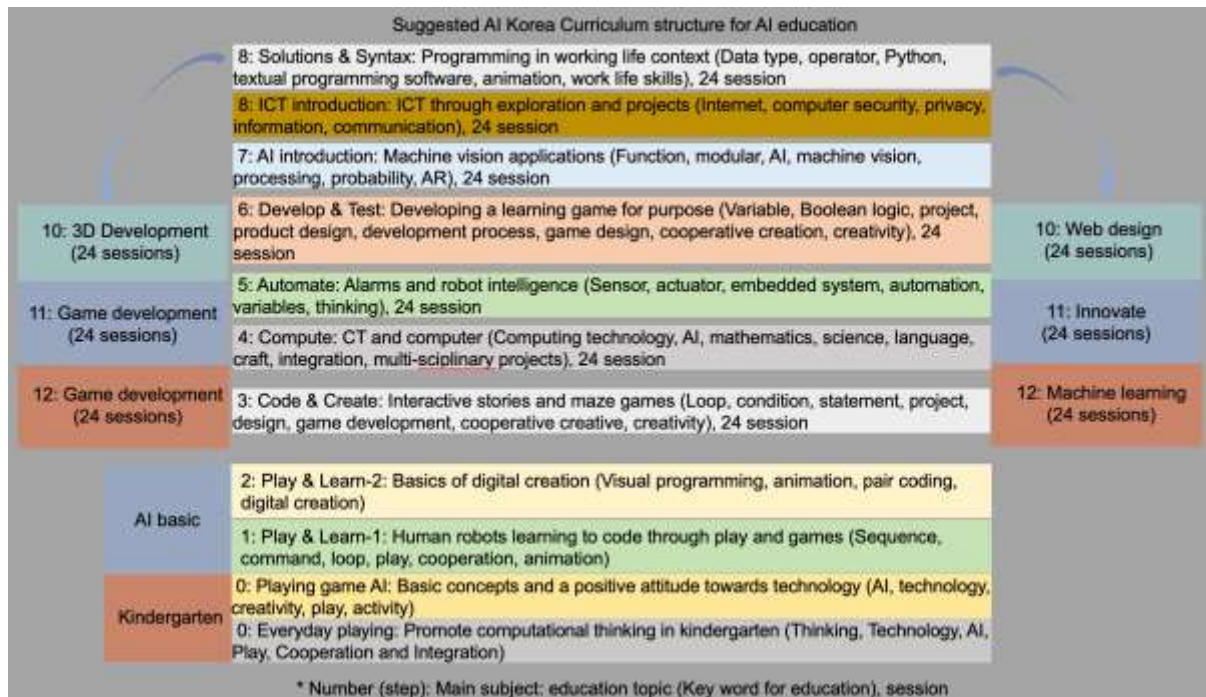 Suggested AI Korea Curriculum structure for AI education
8: Solutions & Syntax: Programming in working life context (Data type, operator, Python,
textual programming software, animation, work life skills), 24 session
8: ICT introduction: ICT through exploration and projects (Internet, computer security, privacy,
information, communication), 24 session
7: AI introduction: Machine vision applications (Function, modular, AI, machine vision,
processing, probability, AR), 24 session
6: Develop & Test: Developing a learning game for purpose (Variable, Boolean logic, project,
product design, development process, game design, cooperative creation, creativity), 24
session
5: Automate: Alarms and robot intelligence (Sensor, actuator, embedded system, automation,
variables, thinking), 24 session
4: Compute: CT and computer (Computing technology, AI, mathematics, science, language,
craft, integration, multi-sciplinary projects), 24 session
3: Code & Create: Interactive stories and maze games (Loop, condition, statement, project,
design, game development, cooperative creative, creativity), 24 session
10: 3D Development
(24 sessions)
11: Game development
(24 sessions)
12: Game development
(24 sessions)
10: Web design
(24 sessions)
11: Innovate
(24 sessions)
12: Machine learning
(24 sessions)
AI basic
2: Play & Learn-2: Basics of digital creation (Visual programming, animation, pair coding,
digital creation)
1: Play & Learn-1: Human robots learning to code through play and games (Sequence,
command, loop, play, cooperation, animation)
Kindergarten
0: Playing game AI: Basic concepts and a positive attitude towards technology (AI, technology,
creativity, play, activity)
0: Everyday playing: Promote computational thinking in kindergarten (Thinking, Technology, AI,
Play, Cooperation and Integration)
* Number (step): Main subject: education topic (Key word for education), session